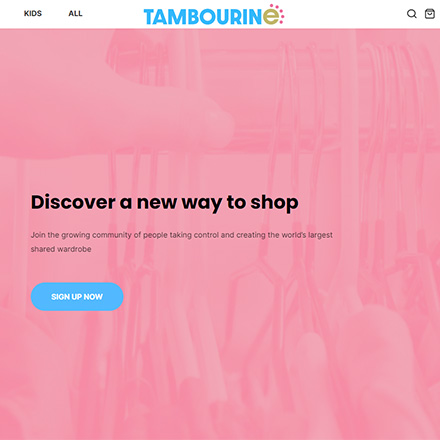 KIDS ALL TAMBOURINe
Discover a new way to shop
Join the growing community of people taking control and creating the world's largest
shared wardrobe
SIGN UP NOW